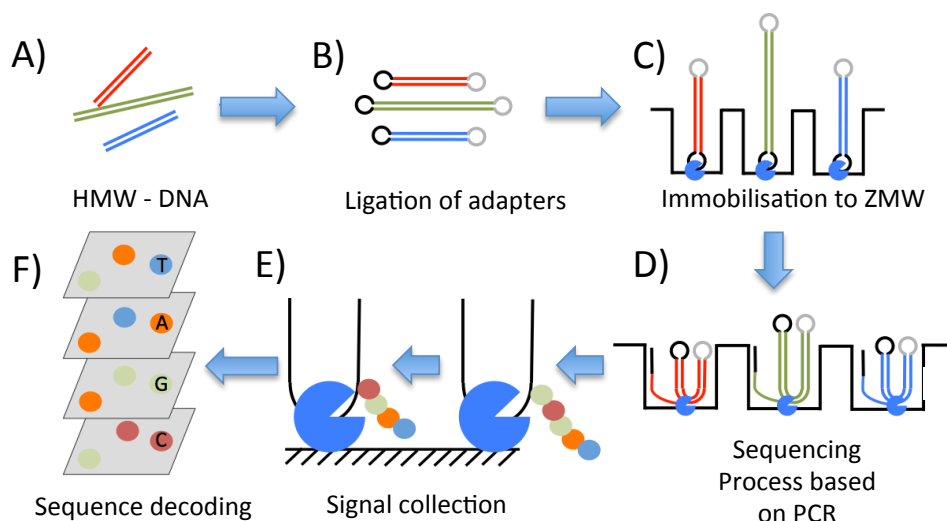 A)
HMW - DNA
B)
Ligation of adapters
C)
Immobilisation to ZMW
D)
Sequencing
Process based
on PCR
E)
Signal collection
F)
T
A
G
C
Sequence decoding